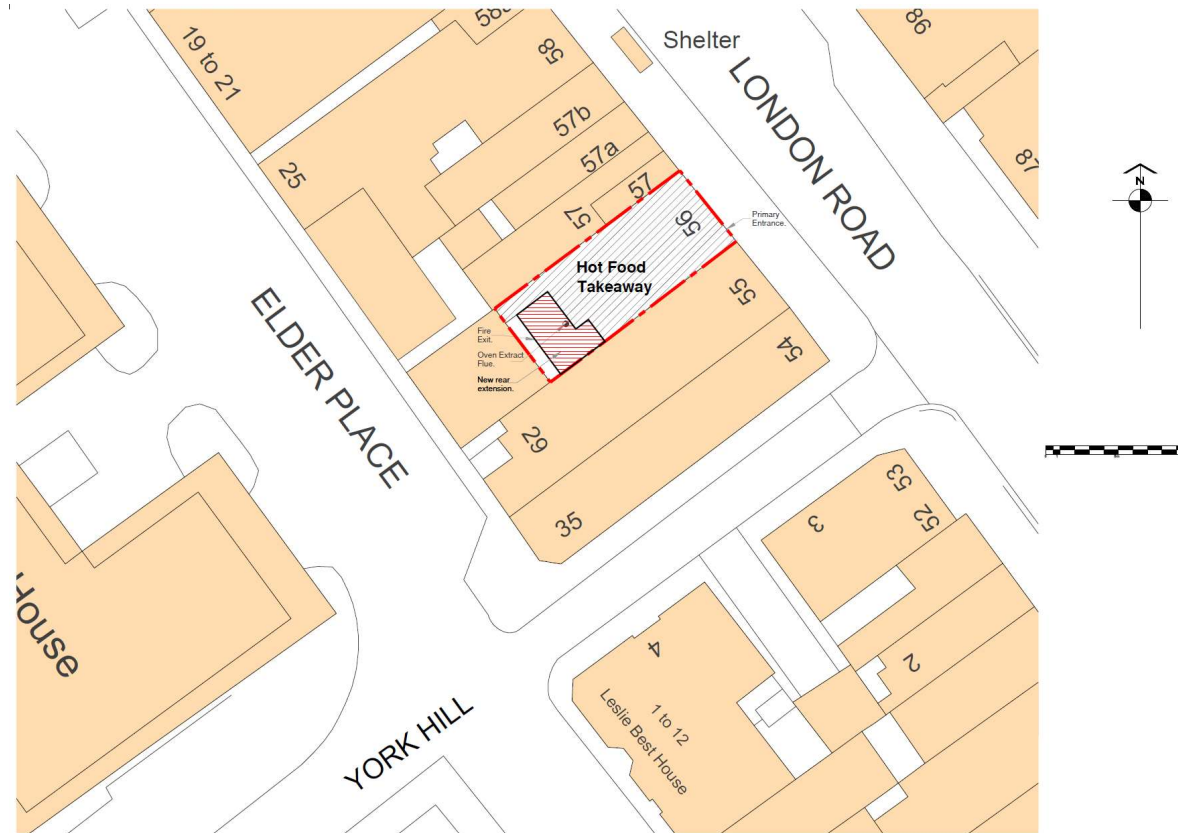 58a
86
58
Shelter
19 to 21
LONDON ROAD
N
57b
57a
87
25
57
57
56
Primary
Entrance.
Hot Food
Takeaway
55
ELDER PLACE
Fire
Exit.
Oven Extract
Flue.
New rear
extension.
54
29
35
53
52
3
House
4
2
1 to 12
Leslie Best House
YORK HILL